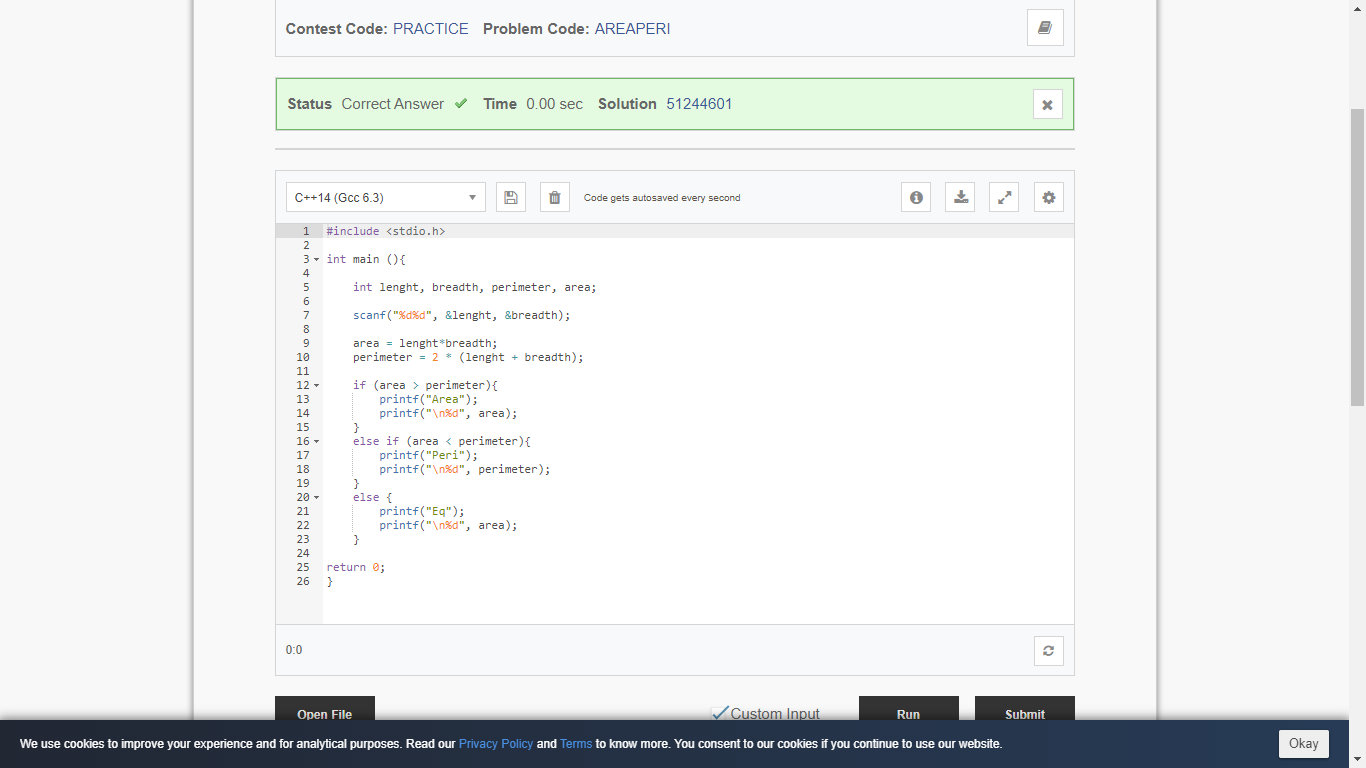 Contest Code: PRACTICE Problem Code: AREAPERI
Status Correct Answer ✔ Time 0.00 sec Solution 51244601
C++14 (Gcc 6.3) Code gets autosaved every second
1 #include <stdio.h>
2
3 int main (){
4
5 int lenght, breadth, perimeter, area;
6
7 scanf("%d%d", &lenght, &breadth);
8
9 area = lenght*breadth;
10 perimeter = 2 * (lenght + breadth);
11
12 if (area > perimeter){
13 printf("Area");
14 printf("\n%d", area);
15 }
16 else if (area < perimeter){
17 printf("Peri");
18 printf("\n%d", perimeter);
19 }
20 else {
21 printf("Eq");
22 printf("\n%d", area);
23 }
24
25 return 0;
26 }
0:0
Open File Custom Input Run Submit
We use cookies to improve your experience and for analytical purposes. Read our Privacy Policy and Terms to know more. You consent to our cookies if you continue to use our website. Okay